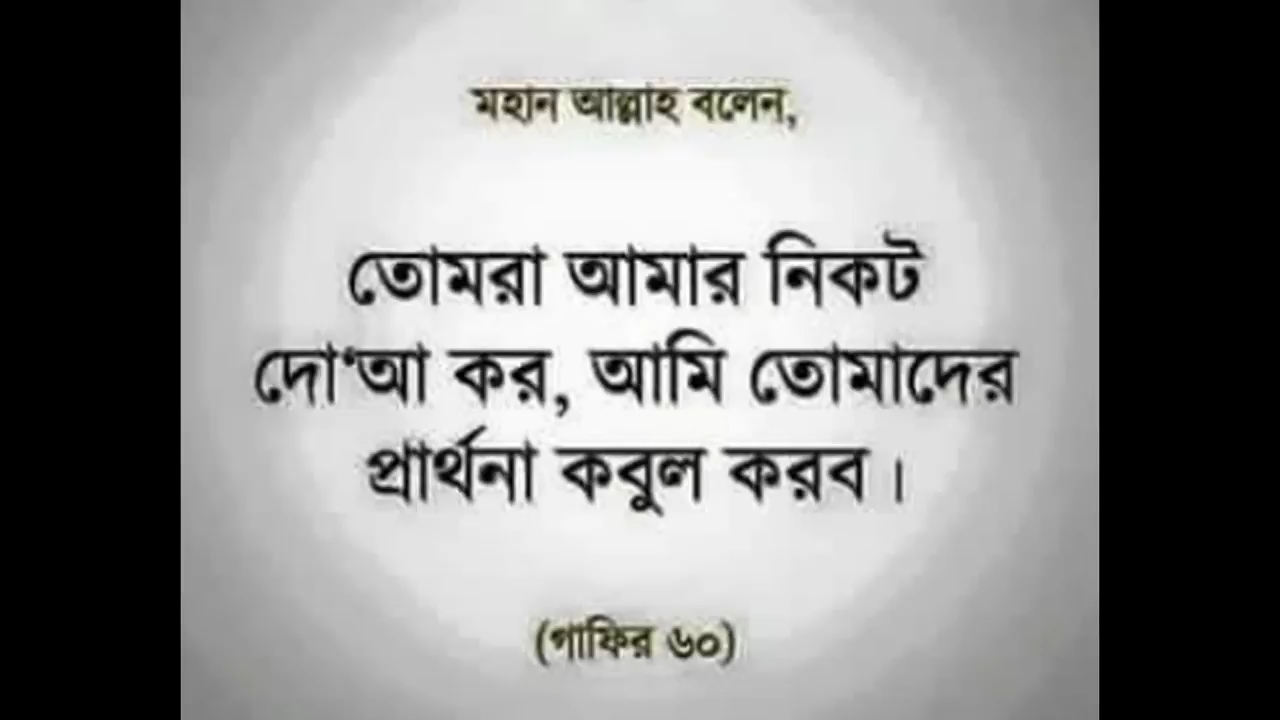 মহান আল্লাহ বলেন,
তোমরা আমার নিকট
দো‘আ কর, আমি তোমাদের
প্রার্থনা কবুল করব।
(গাফির ৬০)